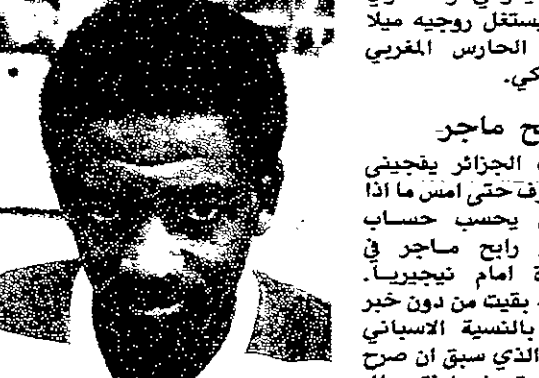 يستغل روجيه ميلا
الحارس المغربي
كي.
ح ماجر
الجزائر يفجيني
رف حتى امس ما اذا
يحسب حساب
رابح ماجر في
ة امام نيجيريا.
بقيت من دون خبر
بالنسبة الاسباني
الذي سبق ان صرح